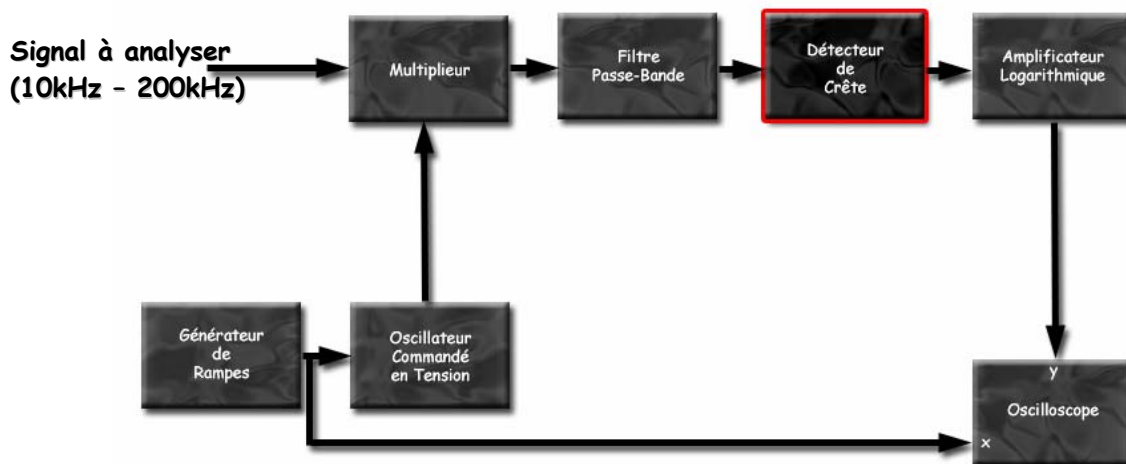 Signal à analyser
(10kHz – 200kHz)
Multiplieur
Filtre
Passe-Bande
Détecteur
de
Crête
Amplificateur
Logarithmique
Générateur
de
Rampes
Oscillateur
Commandé
en Tension
y
Oscilloscope
x